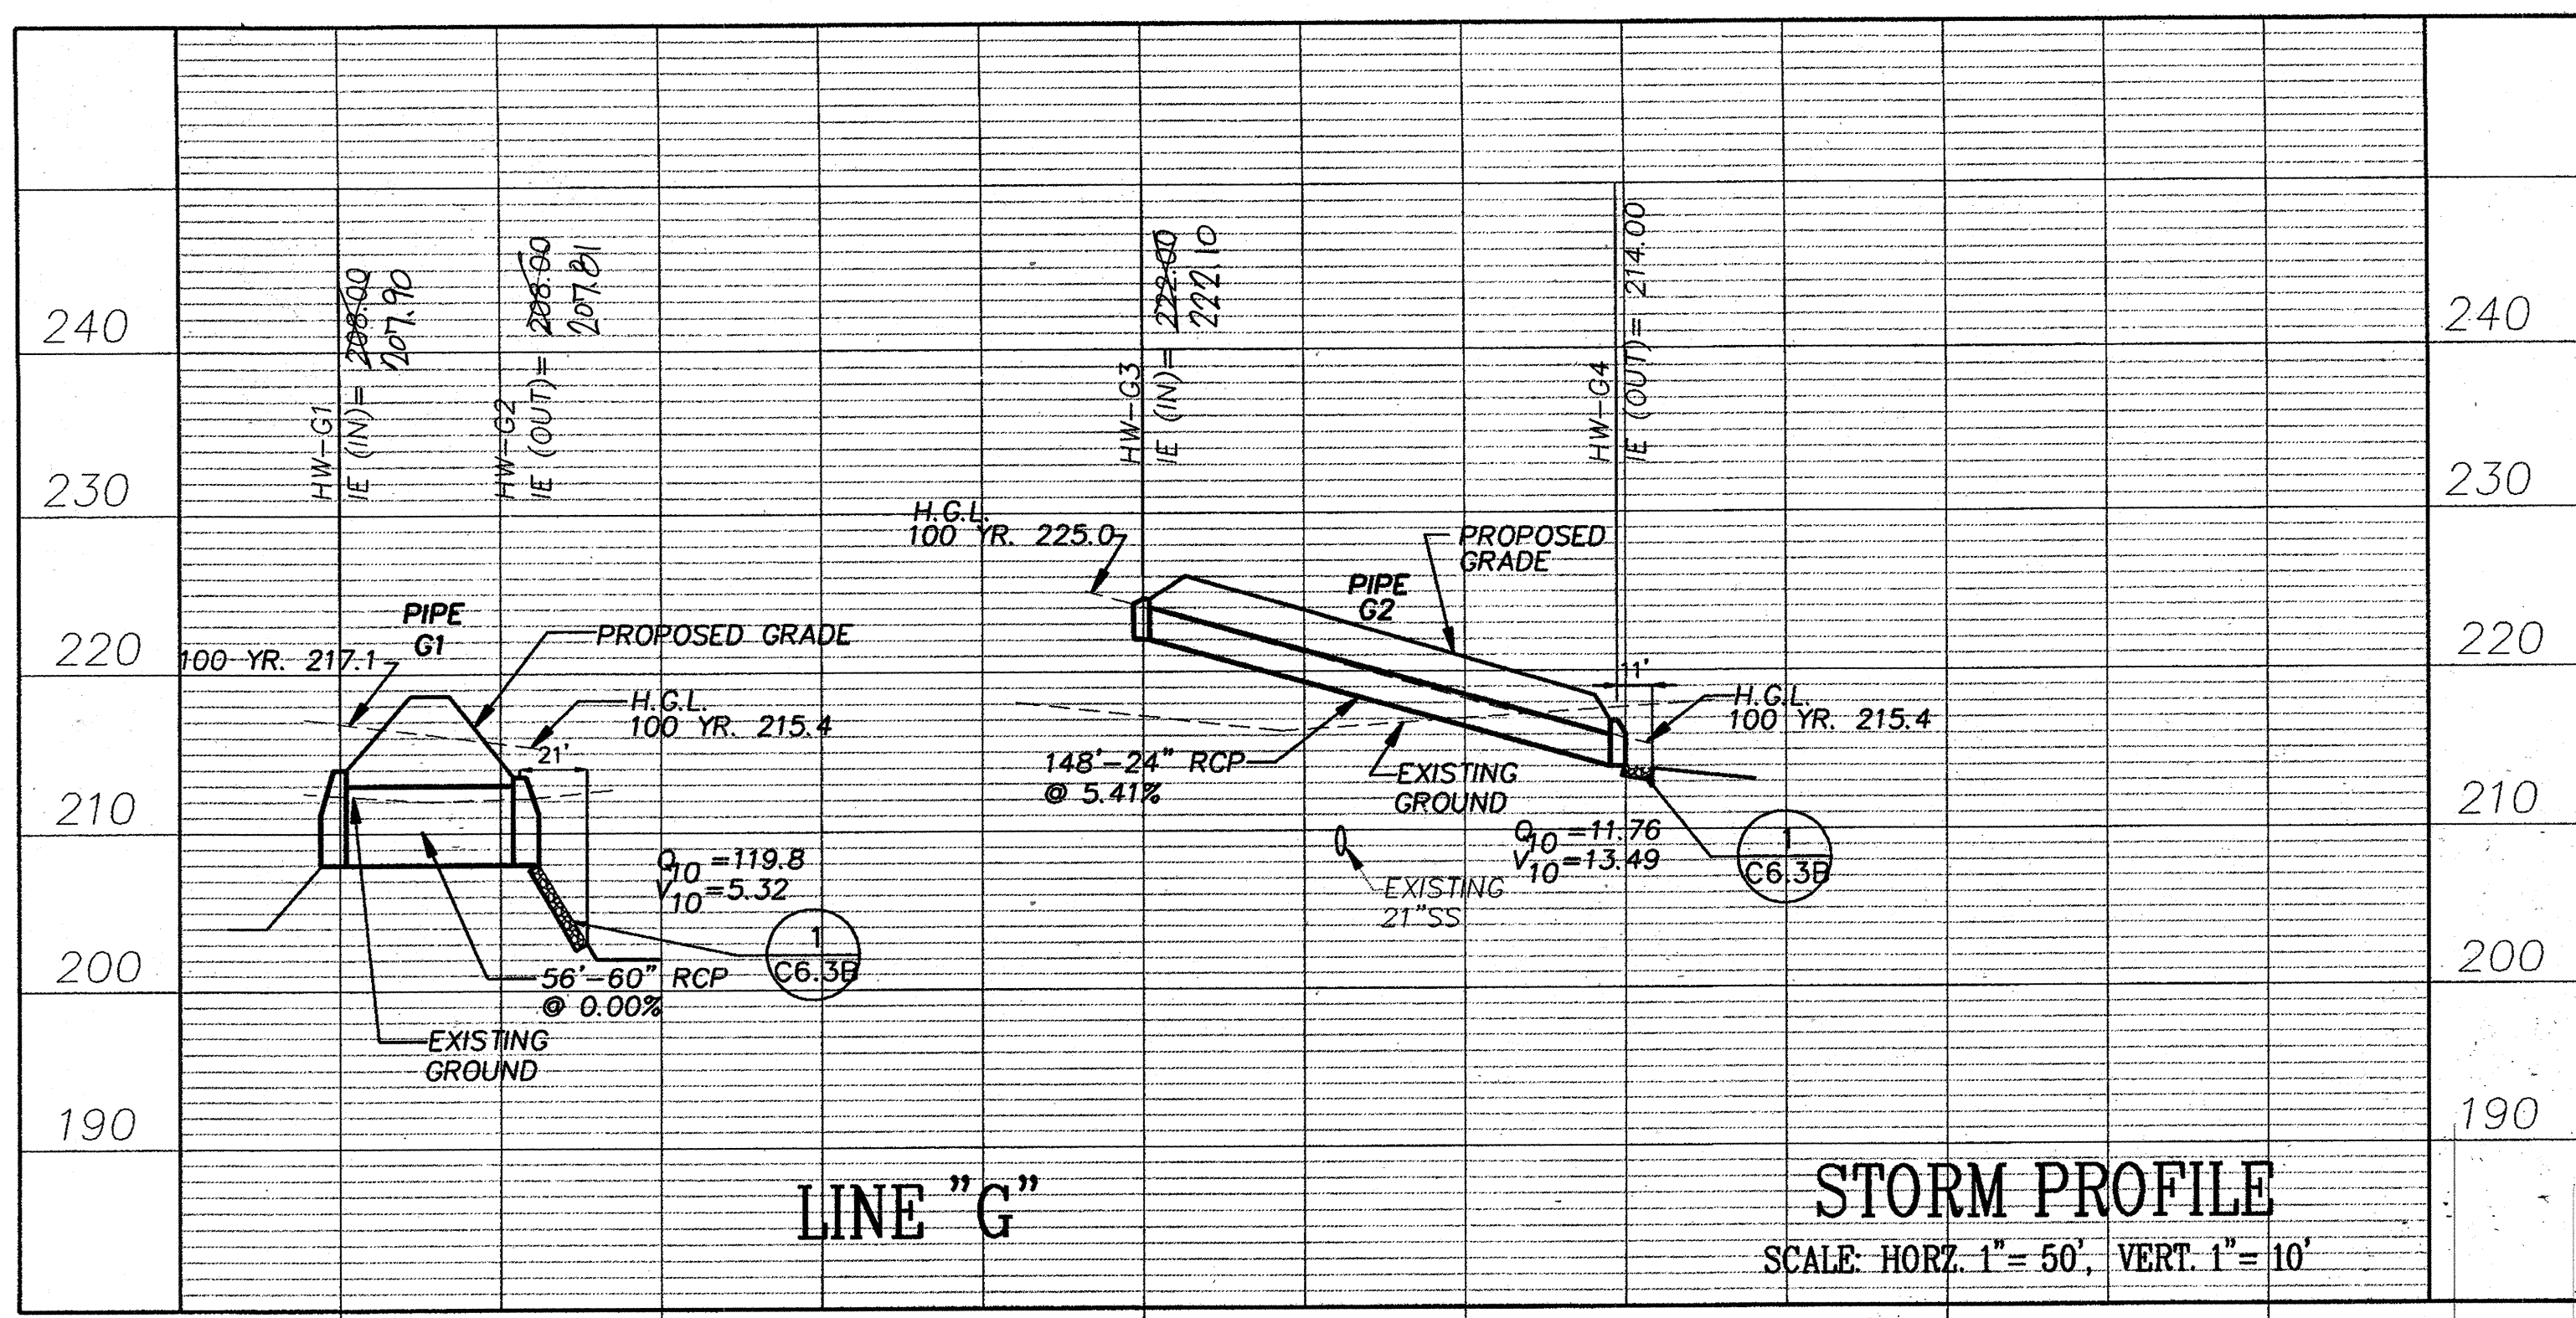 240
230
220
210
200
190
HW-G1
IE (IN)= 208.00
207.90
HW-G2
IE (OUT)= 208.00
207.81
HW-G3
IE (IN)= 222.00
222.10
HW-G4
IE (OUT)= 214.00
H.G.L.
100 YR. 225.0
PROPOSED
GRADE
PIPE
G1
PROPOSED GRADE
100 YR. 217.1
H.G.L.
100 YR. 215.4
21'
PIPE
G2
11'
H.G.L.
100 YR. 215.4
148'-24" RCP
@ 5.41%
EXISTING
GROUND
Q10 =119.8
V10 =5.32
Q10 =11.76
V10 =13.49
1
C6.3B
EXISTING
21"SS
1
C6.3B
56'-60" RCP
@ 0.00%
EXISTING
GROUND
LINE "G"
STORM PROFILE
SCALE: HORZ. 1"= 50', VERT. 1"= 10'
240
230
220
210
200
190